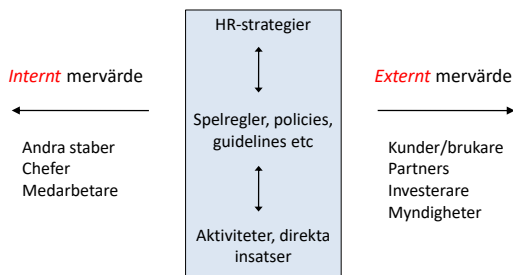 HR-strategier
Internt mervärde
Externt mervärde
Spelregler, policies,
guidelines etc
Andra staber
Chefer
Medarbetare
Kunder/brukare
Partners
Investerare
Myndigheter
Aktiviteter, direkta
insatser